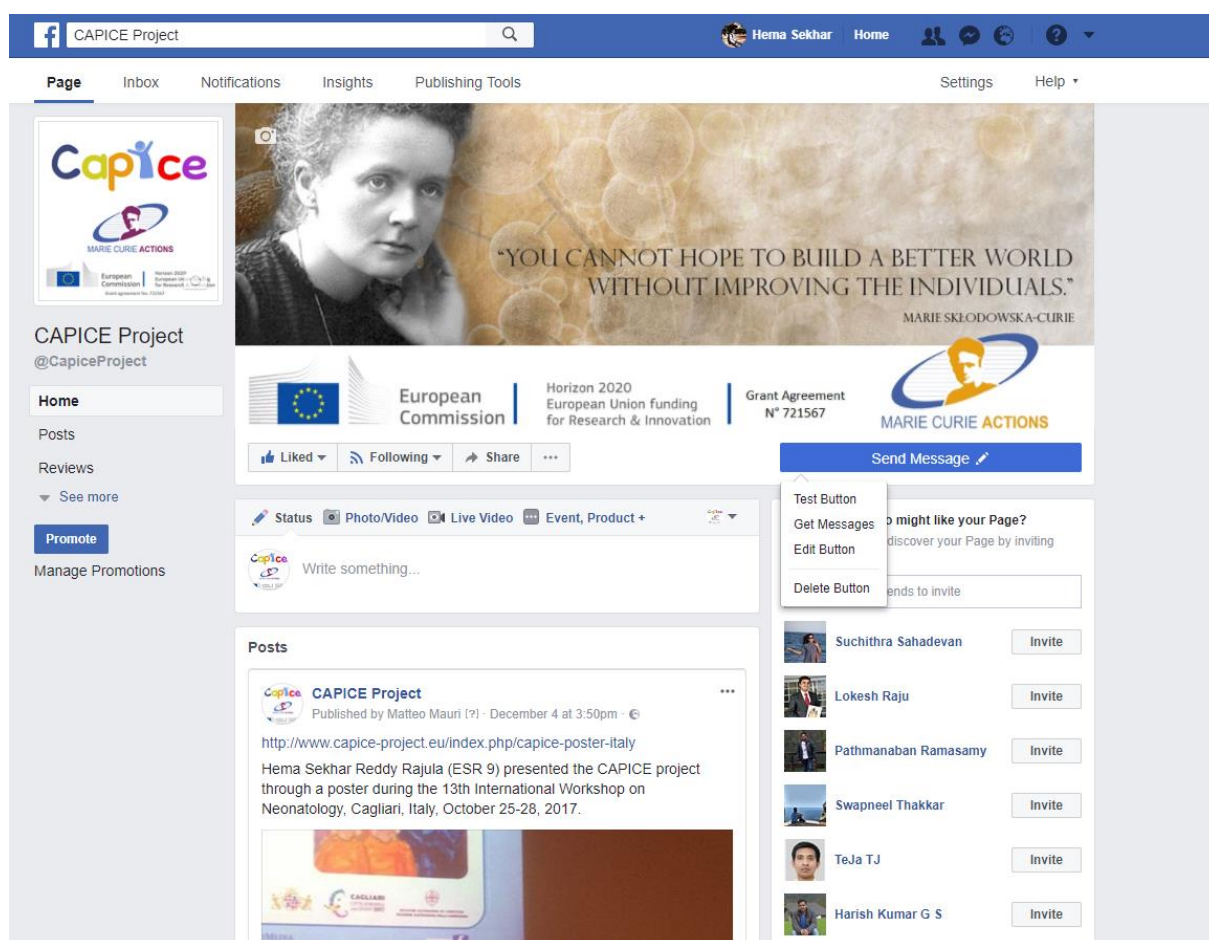 CAPICE Project
Hema Sekhar Home
Page Inbox Notifications Insights Publishing Tools Settings Help
Capice
MARIE CURIE ACTIONS
European Commission
Horizon 2020
"YOU CANNOT HOPE TO BUILD A BETTER WORLD
WITHOUT IMPROVING THE INDIVIDUALS."
MARIE SKŁODOWSKA-CURIE
European
Commission
Horizon 2020
European Union funding
for Research & Innovation
Grant Agreement
N° 721567
MARIE CURIE ACTIONS
CAPICE Project
@CapiceProject
Home
Posts
Reviews
See more
Promote
Manage Promotions
Liked Following Share ...
Send Message
Test Button
Get Messages
Edit Button
Delete Button
Status Photo/Video Live Video Event, Product +
Capice
Write something...
o might like your Page?
discover your Page by inviting
ends to invite
Suchithra Sahadevan Invite
Lokesh Raju Invite
Pathmanaban Ramasamy Invite
Swapneel Thakkar Invite
TeJa TJ Invite
Harish Kumar G S Invite
Posts
Capice
CAPICE Project ...
Published by Matteo Mauri [?] · December 4 at 3:50pm ·
http://www.capice-project.eu/index.php/capice-poster-italy
Hema Sekhar Reddy Rajula (ESR 9) presented the CAPICE project
through a poster during the 13th International Workshop on
Neonatology, Cagliari, Italy, October 25-28, 2017.
CAGLIARI